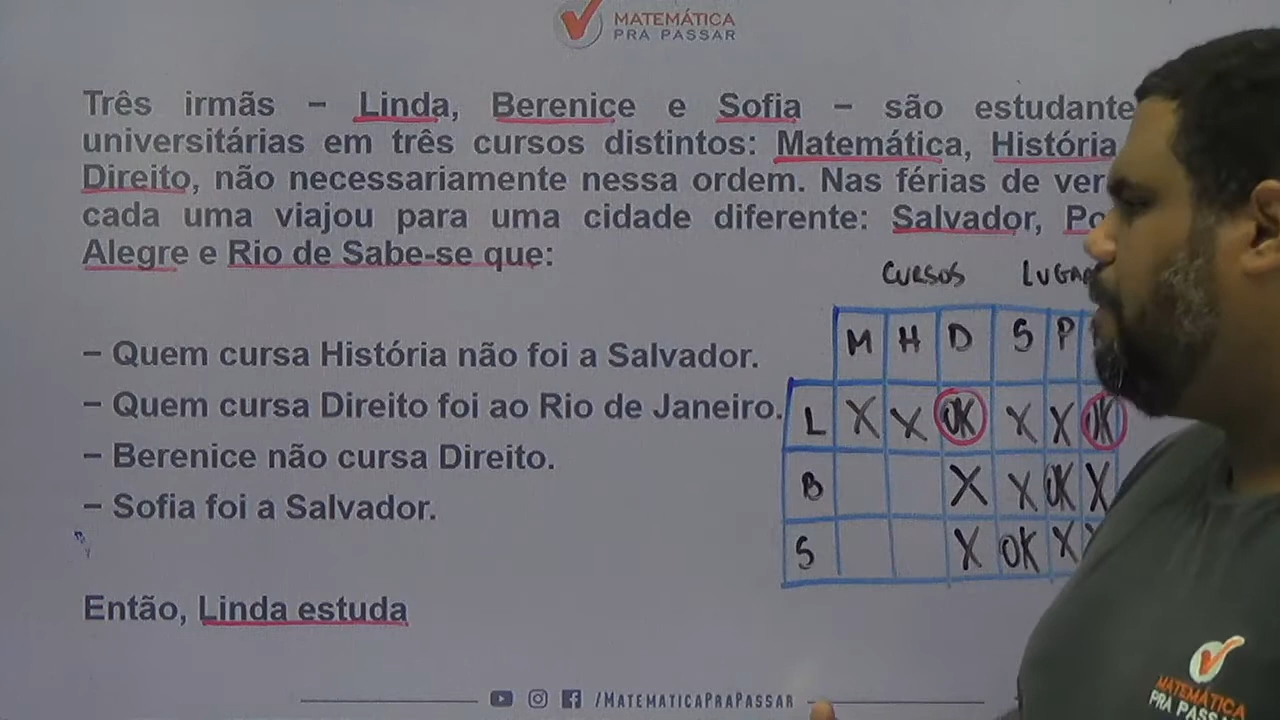 MATEMÁTICA
PRA PASSAR
Três irmãs – Linda, Berenice e Sofia – são estudante
universitárias em três cursos distintos: Matemática, História
Direito, não necessariamente nessa ordem. Nas férias de ver
cada uma viajou para uma cidade diferente: Salvador, Po
Alegre e Rio de Sabe-se que:
CURSOS LUGAR
– Quem cursa História não foi a Salvador.
– Quem cursa Direito foi ao Rio de Janeiro.
– Berenice não cursa Direito.
– Sofia foi a Salvador.
M H D S P
L X X OK X X OK
B X X OK X
S X OK X X
Então, Linda estuda
/MATEMATICAPRAPASSAR
MATEMÁTICA
PRA PASSAR